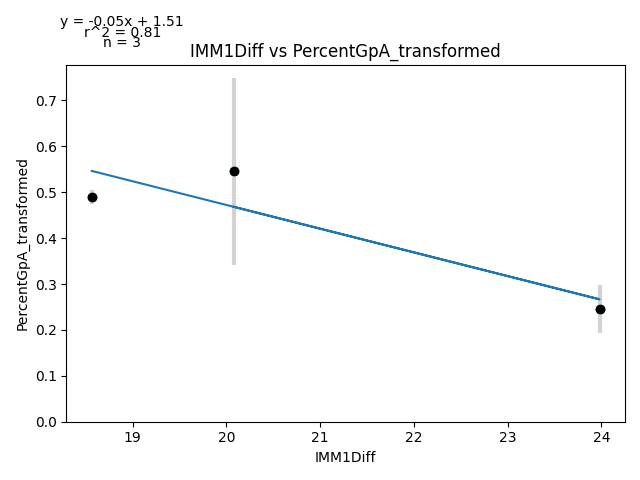 y = -0.05x + 1.51
r^2 = 0.81
n = 3
IMM1Diff vs PercentGpA_transformed
PercentGpA_transformed
0.7
0.6
0.5
0.4
0.3
0.2
0.1
0.0
19 20 21 22 23 24
IMM1Diff